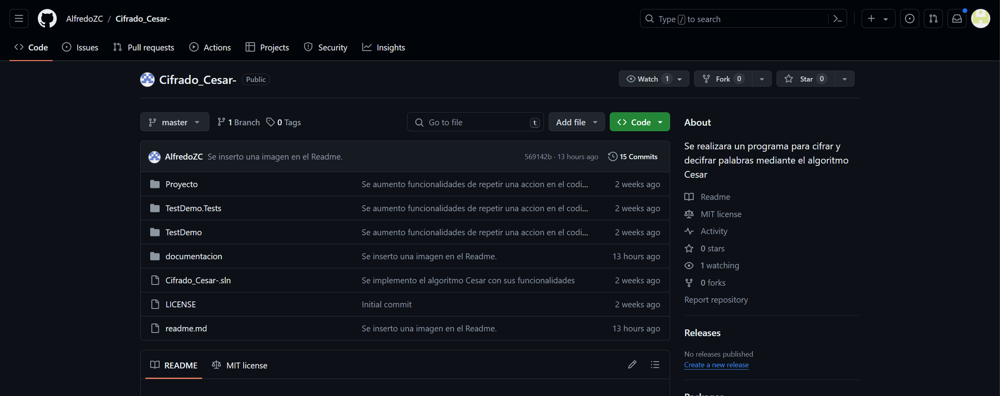 AlfredoZC / Cifrado_Cesar-
Type / to search
Code Issues Pull requests Actions Projects Security Insights
Cifrado_Cesar- Public
Watch 1 Fork 0 Star 0
master 1 Branch 0 Tags Go to file t Add file Code
AlfredoZC Se inserto una imagen en el Readme. 569142b · 13 hours ago 15 Commits
Proyecto Se aumento funcionalidades de repetir una accion en el codi... 2 weeks ago
TestDemo.Tests Se aumento funcionalidades de repetir una accion en el codi... 2 weeks ago
TestDemo Se aumento funcionalidades de repetir una accion en el codi... 2 weeks ago
documentacion Se inserto una imagen en el Readme. 13 hours ago
Cifrado_Cesar-.sln Se implemento el algoritmo Cesar con sus funcionalidades 2 weeks ago
LICENSE Initial commit 2 weeks ago
readme.md Se inserto una imagen en el Readme. 13 hours ago
README MIT license
About
Se realizara un programa para cifrar y
decifrar palabras mediante el algoritmo
Cesar
Readme
MIT license
Activity
0 stars
1 watching
0 forks
Report repository
Releases
No releases published
Create a new release